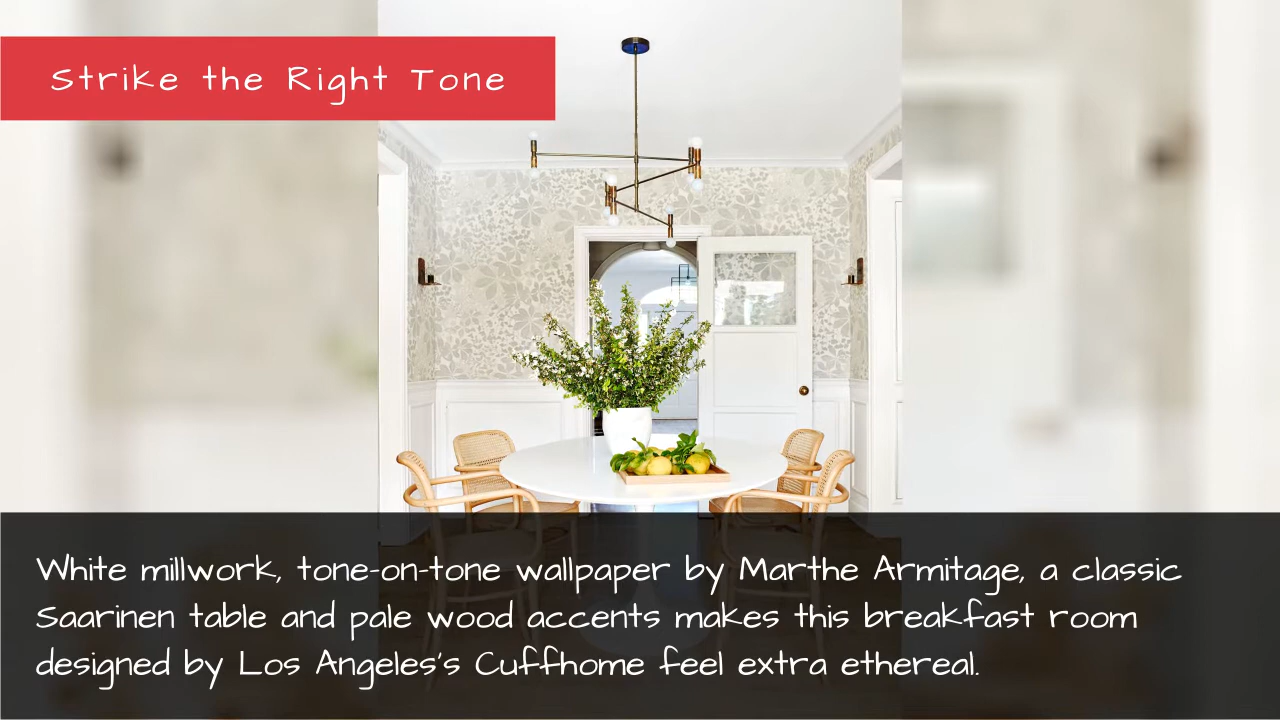 Strike the Right Tone
White millwork, tone-on-tone wallpaper by Marthe Armitage, a classic
Saarinen table and pale wood accents makes this breakfast room
designed by Los Angeles's Cuffhome feel extra ethereal.